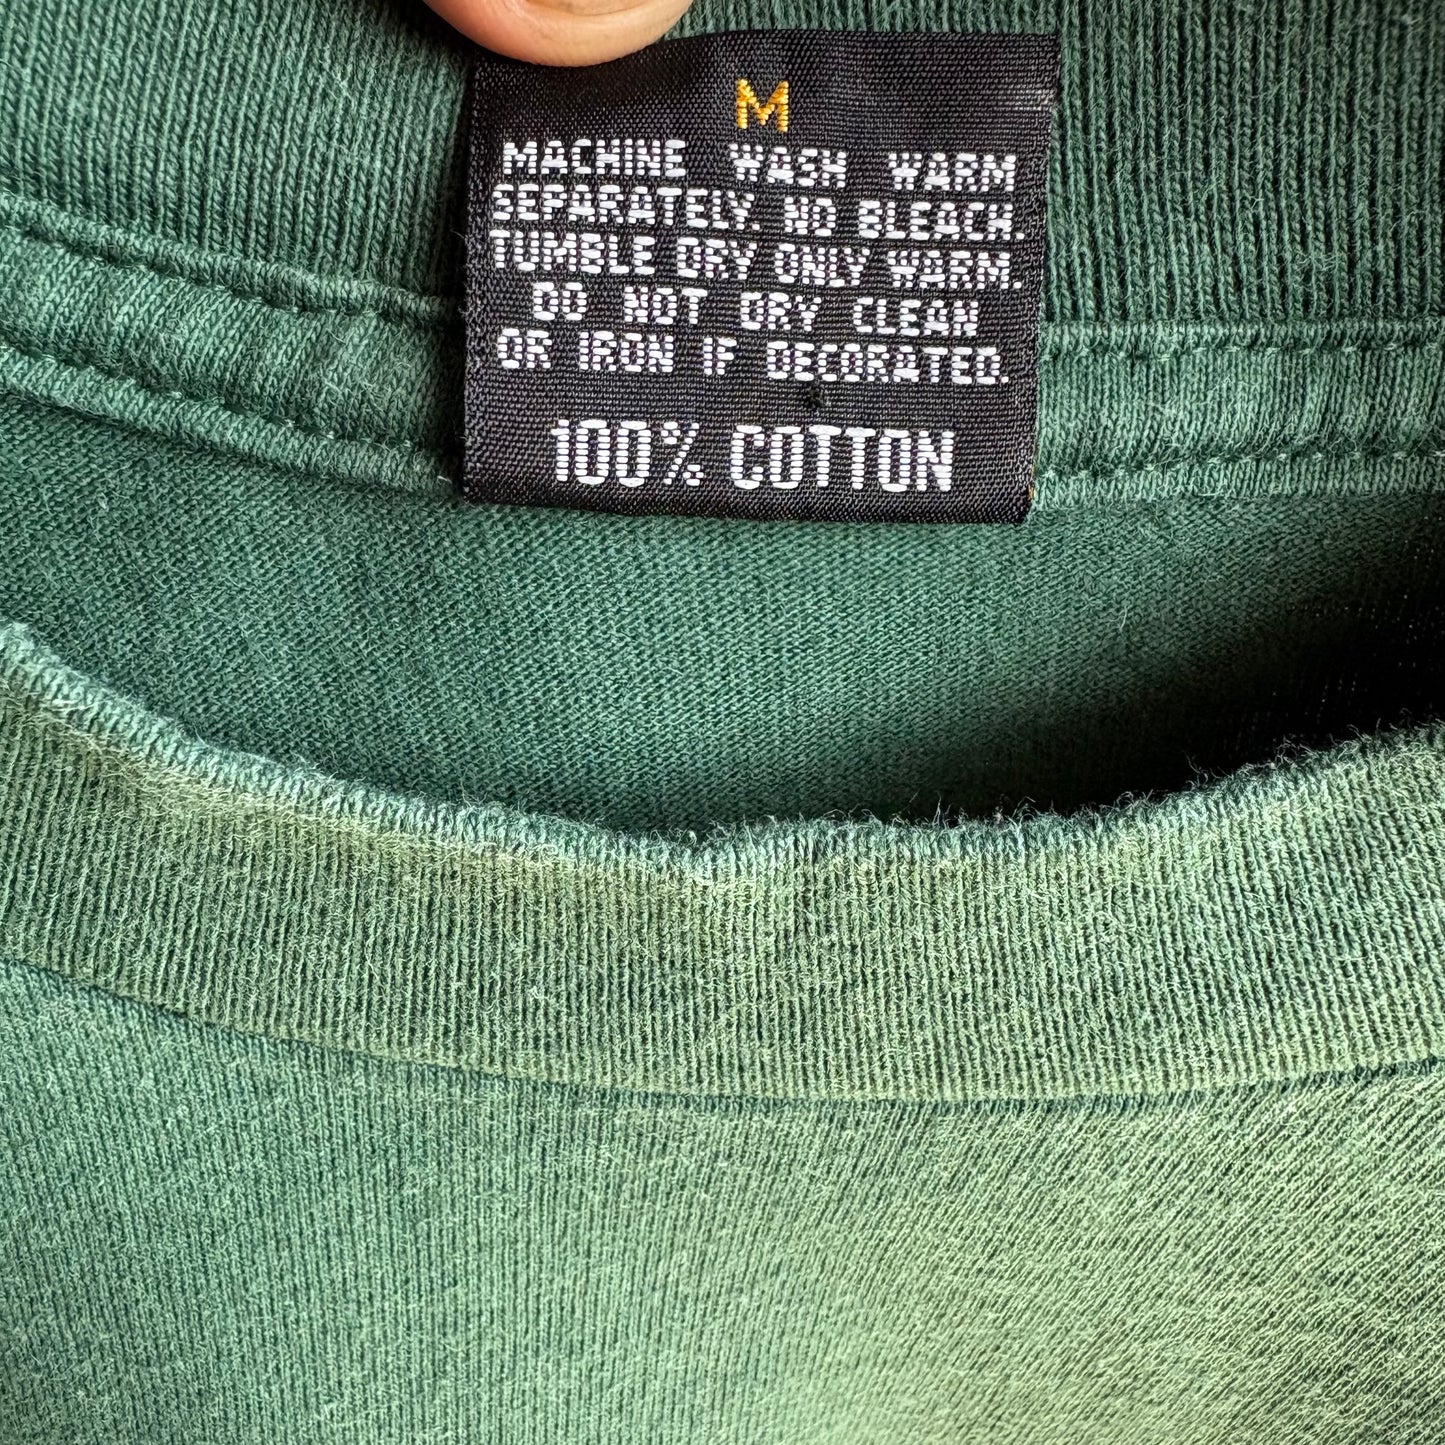 M
MACHINE WASH WARM
SEPARATELY. NO BLEACH.
TUMBLE DRY ONLY WARM.
DO NOT DRY CLEAN
OR IRON IF DECORATED.
100% COTTON